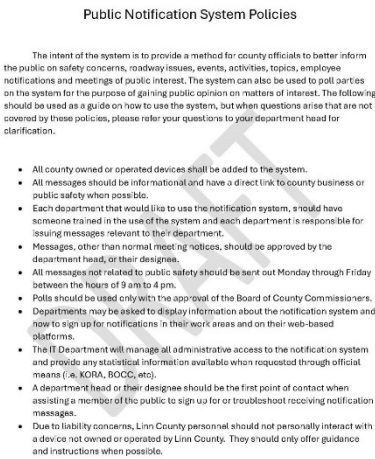 Public Notification System Policies
The intent of the system is to provide a method for county officials to better inform
the public on safety concerns, roadway issues, events, activities, topics, employee
notifications and meetings of public interest. The system can also be used to poll parties
on the system for the purpose of gaining public opinion on matters of interest. The following
should be used as a guide on how to use the system, but when questions arise that are not
covered by these policies, please refer your questions to your department head for
clarification.
• All county owned or operated devices shall be added to the system.
• All messages should be informational and have a direct link to county business or
public safety when possible.
• Each department that would like to use the notification system, should have
someone trained in the use of the system and each department is responsible for
issuing messages relevant to their department.
• Messages, other than normal meeting notices, should be approved by the
department head, or their designee.
• All messages not related to public safety should be sent out Monday through Friday
between the hours of 9 am to 4 pm.
• Polls should be used only with the approval of the Board of County Commissioners.
• Departments may be asked to display information about the notification system and
how to sign up for notifications in their work areas and on their web-based
platforms.
• The IT Department will manage all administrative access to the notification system
and provide any statistical information available when requested through official
means (i.e. KORA, BOCC, etc).
• A department head or their designee should be the first point of contact when
assisting a member of the public to sign up for or troubleshoot receiving notification
messages.
• Due to liability concerns, Linn County personnel should not personally interact with
a device not owned or operated by Linn County. They should only offer guidance
and instructions when possible.
DRAFT